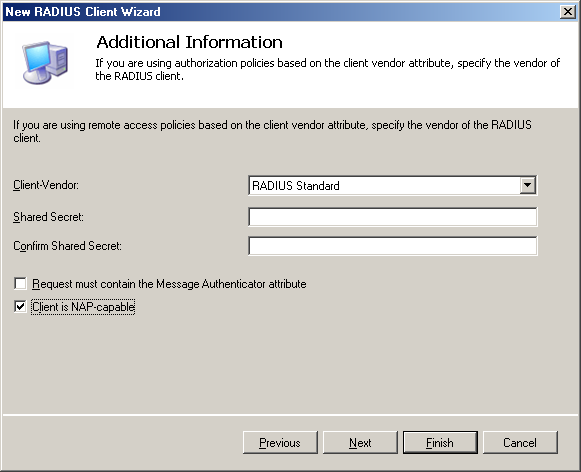 New RADIUS Client Wizard
Additional Information
If you are using authorization policies based on the client vendor attribute, specify the vendor of
the RADIUS client.
If you are using remote access policies based on the client vendor attribute, specify the vendor of the RADIUS
client.
Client-Vendor:
RADIUS Standard
Shared Secret:
Confirm Shared Secret:
Request must contain the Message Authenticator attribute
Client is NAP-capable
Previous
Next
Finish
Cancel